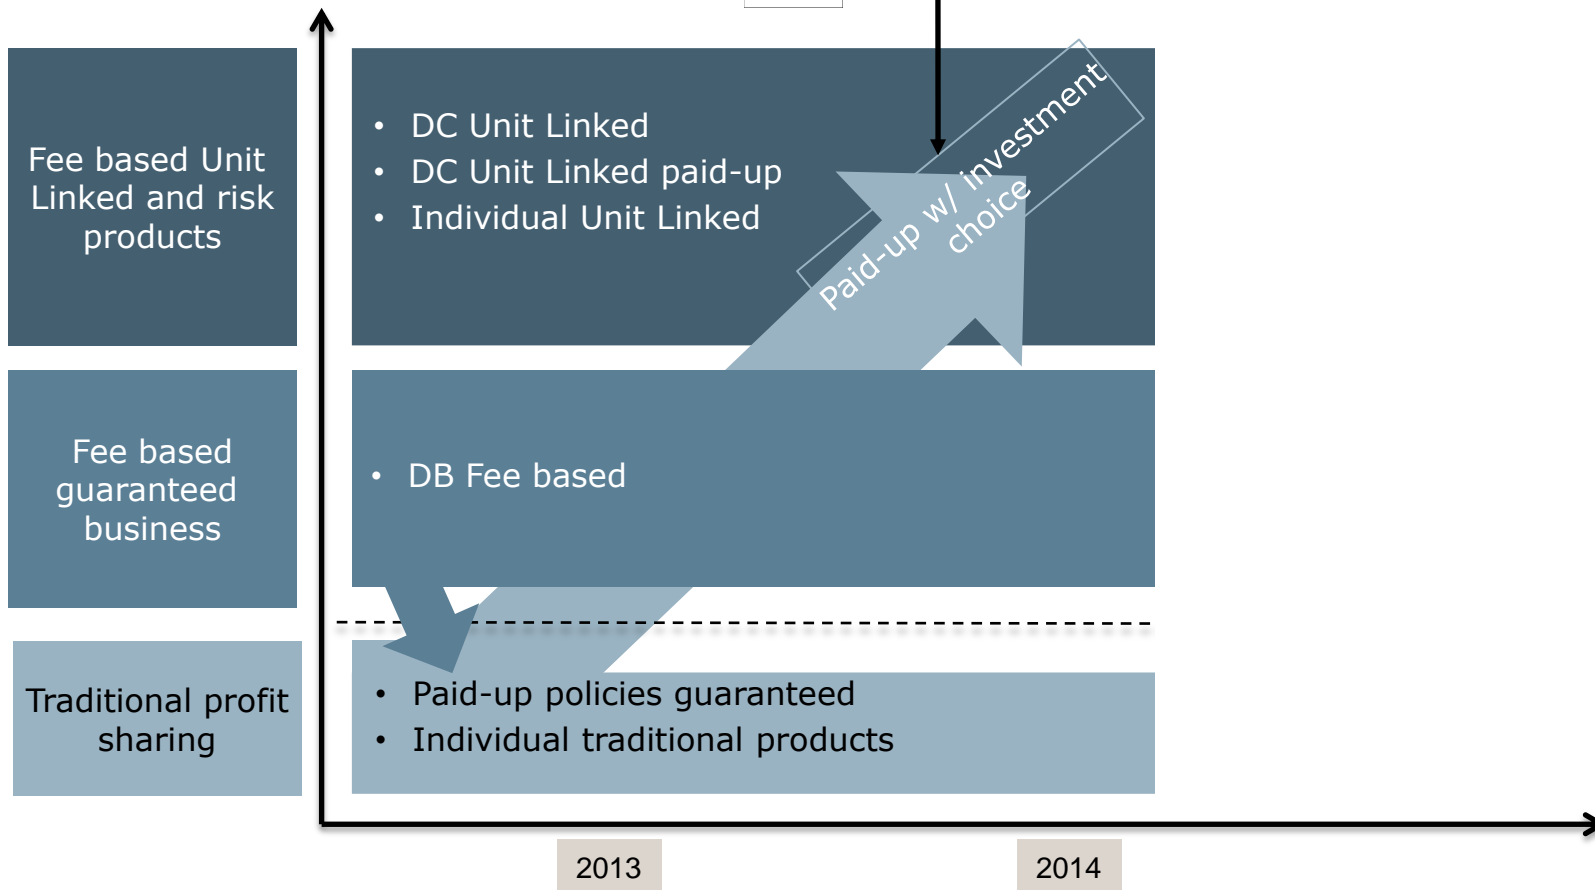 Fee based Unit
Linked and risk
products
• DC Unit Linked
• DC Unit Linked paid-up
• Individual Unit Linked
Paid-up w/ investment
choice
Fee based
guaranteed
business
• DB Fee based
Traditional profit
sharing
• Paid-up policies guaranteed
• Individual traditional products
2013
2014